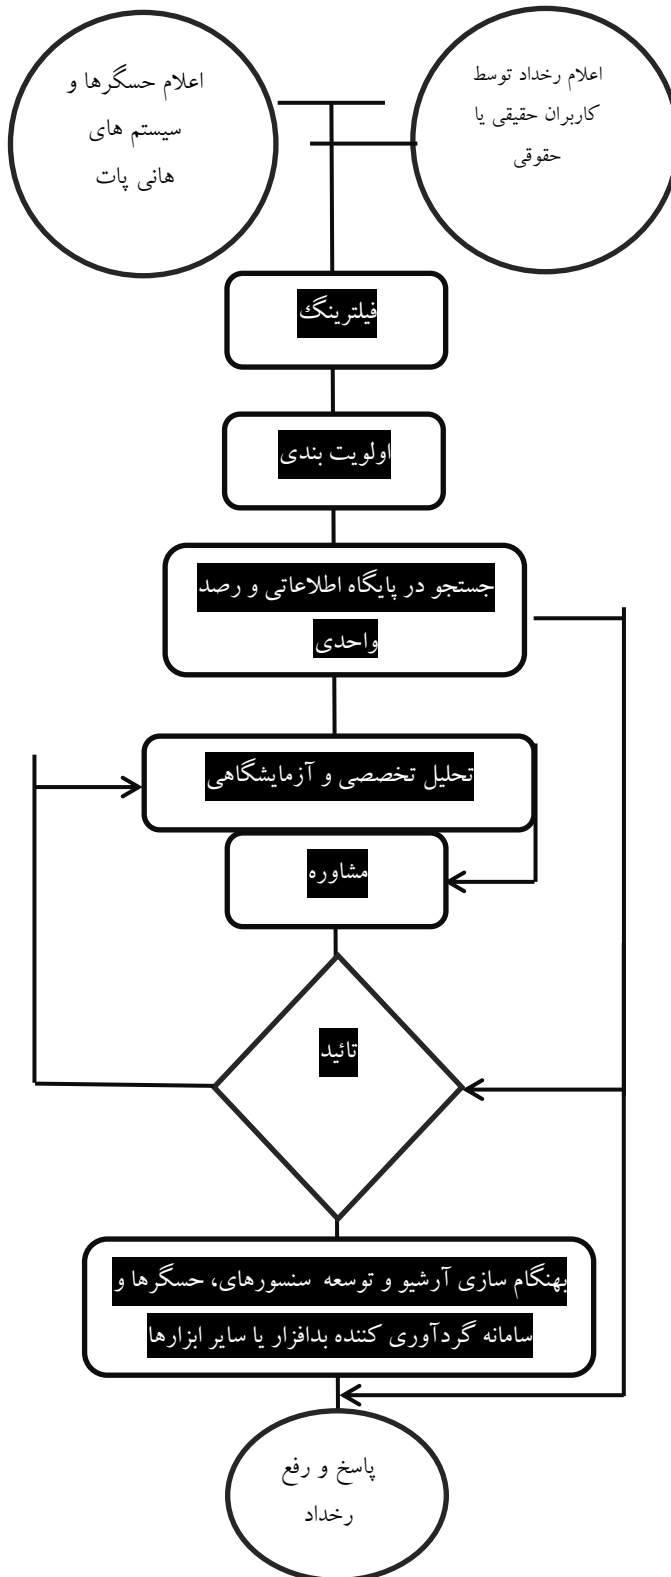 اعلام رخداد توسط
کاربران حقیقی یا
حقوقی
اعلام حسگرها و
سیستم های
هانی پات
فیلترینگ
اولویت بندی
جستجو در پایگاه اطلاعاتی و رصد
واحدی
تحلیل تخصصی و آزمایشگاهی
مشاوره
تائید
بهنگام سازی آرشیو و توسعه سنسورهای، حسگرها و
سامانه گردآوری کننده بدافزار یا سایر ابزارها
پاسخ و رفع
رخداد